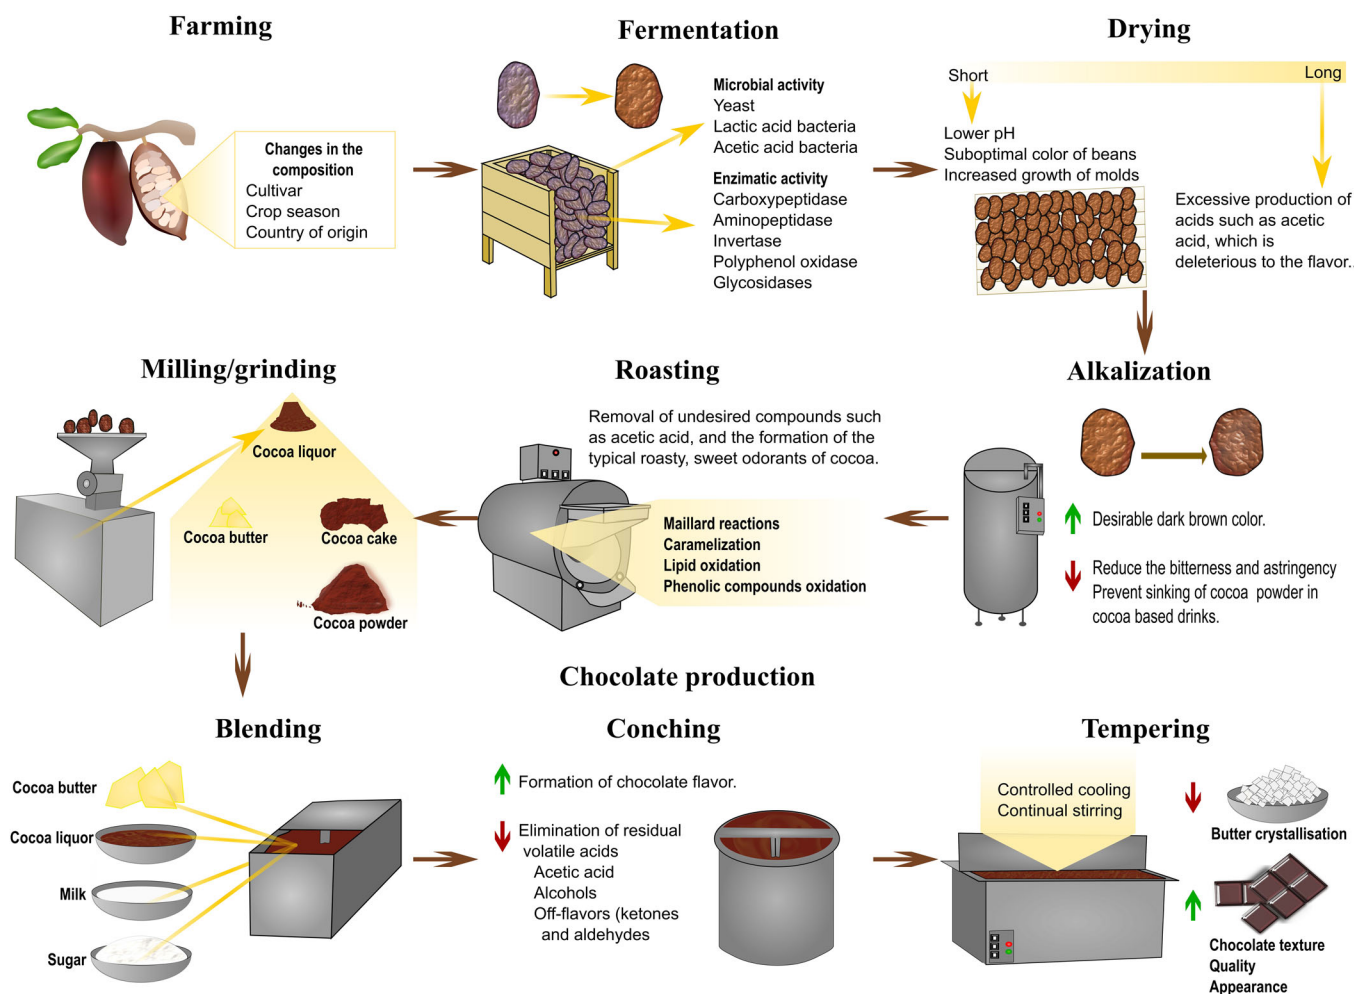 Farming
Changes in the
composition
Cultivar
Crop season
Country of origin
Fermentation
Microbial activity
Yeast
Lactic acid bacteria
Acetic acid bacteria
Enzimatic activity
Carboxypeptidase
Aminopeptidase
Invertase
Polyphenol oxidase
Glycosidases
Drying
Short
Long
Lower pH
Suboptimal color of beans
Increased growth of molds
Excessive production of
acids such as acetic
acid, which is
deleterious to the flavor..
Milling/grinding
Cocoa liquor
Cocoa butter
Cocoa cake
Cocoa powder
Roasting
Removal of undesired compounds such
as acetic acid, and the formation of the
typical roasty, sweet odorants of cocoa.
Maillard reactions
Caramelization
Lipid oxidation
Phenolic compounds oxidation
Alkalization
Desirable dark brown color.
Reduce the bitterness and astringency
Prevent sinking of cocoa powder in
cocoa based drinks.
Chocolate production
Blending
Cocoa butter
Cocoa liquor
Milk
Sugar
Conching
Formation of chocolate flavor.
Elimination of residual
volatile acids
Acetic acid
Alcohols
Off-flavors (ketones
and aldehydes
Tempering
Controlled cooling
Continual stirring
Butter crystallisation
Chocolate texture
Quality
Appearance